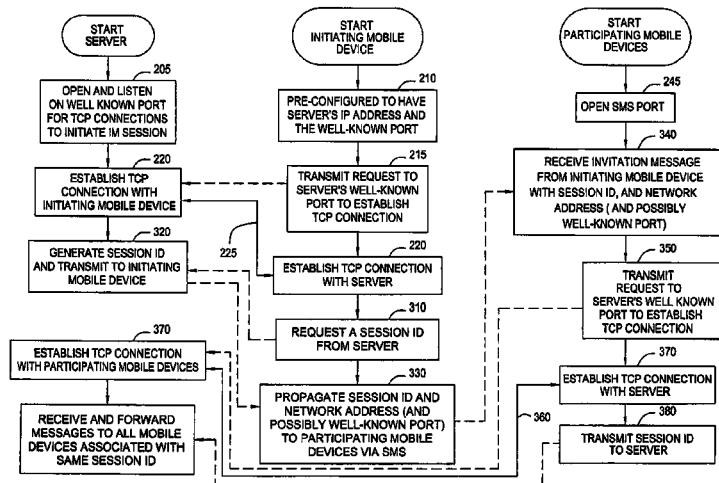 START
SERVER
205
OPEN AND LISTEN
ON WELL KNOWN PORT
FOR TCP CONNECTIONS
TO INITIATE IM SESSION
220
ESTABLISH TCP
CONNECTION WITH
INITIATING MOBILE DEVICE
320
GENERATE SESSION ID
AND TRANSMIT TO INITIATING
MOBILE DEVICE
370
ESTABLISH TCP CONNECTION
WITH PARTICIPATING MOBILE DEVICES
RECEIVE AND FORWARD
MESSAGES TO ALL MOBILE
DEVICES ASSOCIATED WITH
SAME SESSION ID
START
INITIATING MOBILE
DEVICE
210
PRE-CONFIGURED TO HAVE
SERVER'S IP ADDRESS AND
THE WELL-KNOWN PORT
215
TRANSMIT REQUEST TO
SERVER'S WELL-KNOWN
PORT TO ESTABLISH
TCP CONNECTION
225
220
ESTABLISH TCP CONNECTION
WITH SERVER
310
REQUEST A SESSION ID
FROM SERVER
330
PROPAGATE SESSION ID AND
NETWORK ADDRESS (AND
POSSIBLY WELL-KNOWN PORT)
TO PARTICIPATING MOBILE
DEVICES VIA SMS
START
PARTICIPATING MOBILE
DEVICES
245
OPEN SMS PORT
340
RECEIVE INVITATION MESSAGE
FROM INITIATING MOBILE DEVICE
WITH SESSION ID, AND NETWORK
ADDRESS ( AND POSSIBLY
WELL-KNOWN PORT)
350
TRANSMIT
REQUEST TO
SERVER'S WELL KNOWN
PORT TO ESTABLISH
TCP CONNECTION
370
ESTABLISH TCP CONNECTION
WITH SERVER
360
380
TRANSMIT SESSION ID
TO SERVER